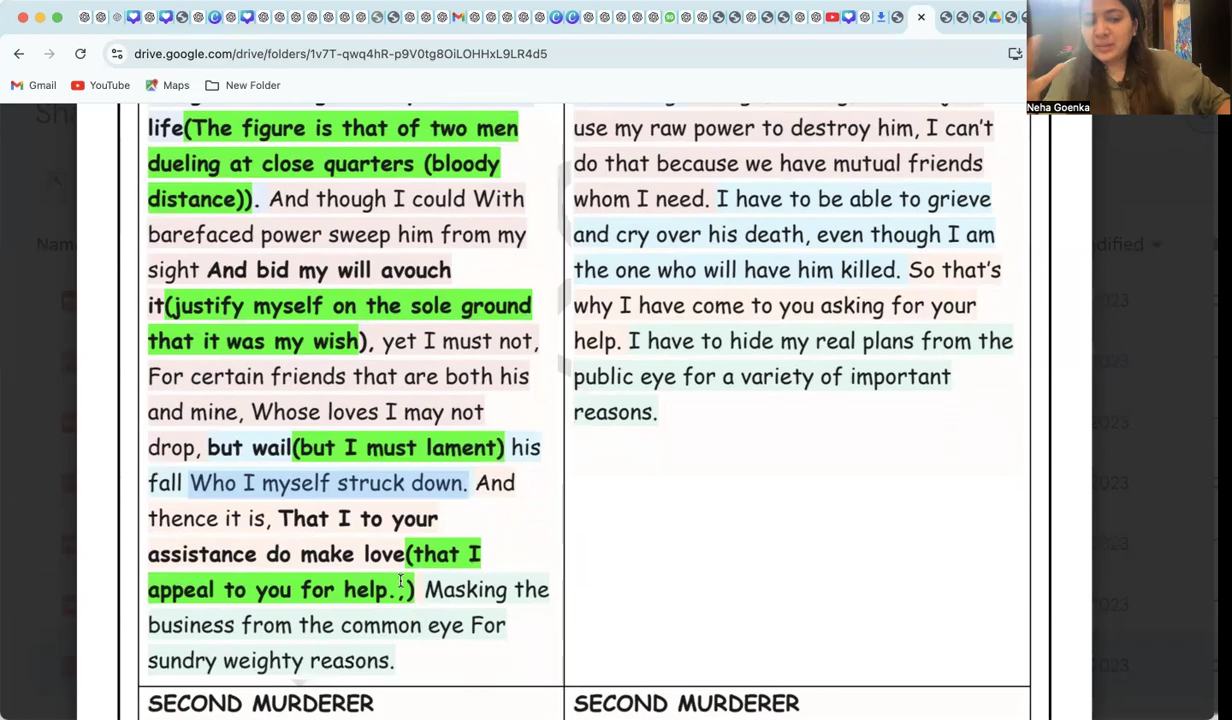 drive.google.com/drive/folders/1v7T-qwq4hR-p9V0tg8OiLOHHxL9LR4d5
Gmail
YouTube
Maps
New Folder
Neha Goenka
life(The figure is that of two men
dueling at close quarters (bloody
distance)). And though I could With
barefaced power sweep him from my
sight And bid my will avouch
it(justify myself on the sole ground
that it was my wish), yet I must not,
For certain friends that are both his
and mine, Whose loves I may not
drop, but wail(but I must lament) his
fall Who I myself struck down. And
thence it is, That I to your
assistance do make love(that I
appeal to you for help.,;) Masking the
business from the common eye For
sundry weighty reasons.
use my raw power to destroy him, I can't
do that because we have mutual friends
whom I need. I have to be able to grieve
and cry over his death, even though I am
the one who will have him killed. So that's
why I have come to you asking for your
help. I have to hide my real plans from the
public eye for a variety of important
reasons.
SECOND MURDERER
SECOND MURDERER
2023
2023
2023
2023
2023